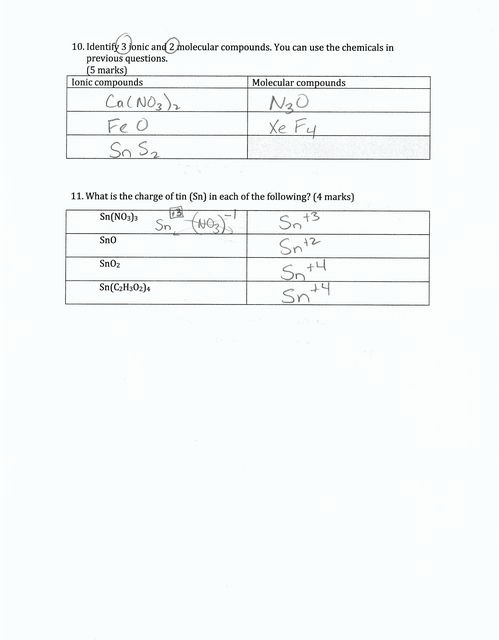 10. Identify 3 ionic and 2 molecular compounds. You can use the chemicals in
previous questions.
(5 marks)
Ionic compounds Molecular compounds
Ca(NO3)2 N3O
FeO XeF4
SnS2
11. What is the charge of tin (Sn) in each of the following? (4 marks)
Sn(NO3)3 Sn+3 (NO3)-1 Sn+3
SnO Sn+2
SnO2 Sn+4
Sn(C2H3O2)4 Sn+4